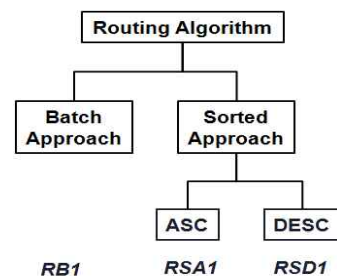 Routing Algorithm
Batch
Approach
Sorted
Approach
ASC
DESC
RB1
RSA1
RSD1